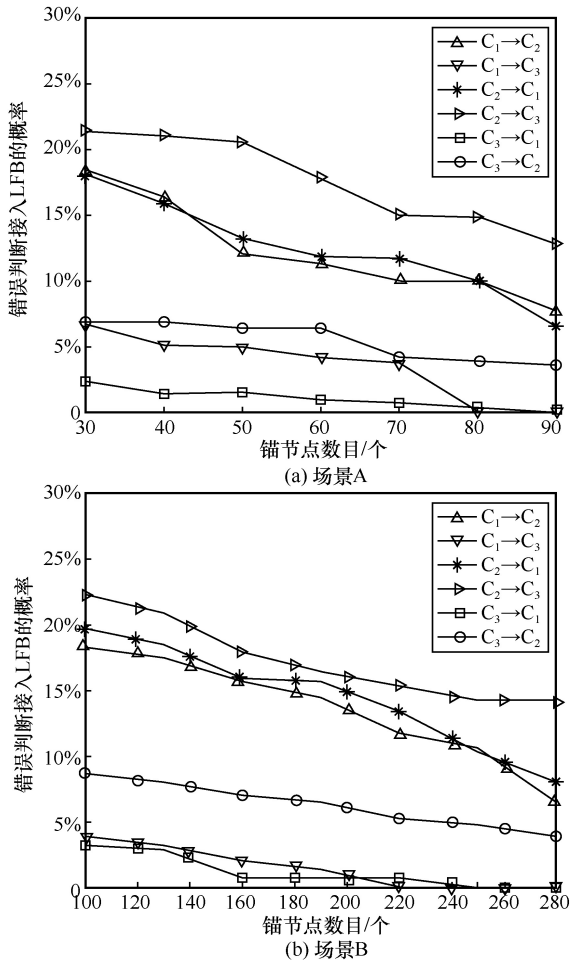 30%
25%
20%
15%
10%
5%
0
错误判断接入LFB的概率
C₁→C₂
C₁→C₃
C₂→C₁
C₂→C₃
C₃→C₁
C₃→C₂
30 40 50 60 70 80 90
锚节点数目/个
(a) 场景A
30%
25%
20%
15%
10%
5%
0
错误判断接入LFB的概率
C₁→C₂
C₁→C₃
C₂→C₁
C₂→C₃
C₃→C₁
C₃→C₂
100 120 140 160 180 200 220 240 260 280
锚节点数目/个
(b) 场景B